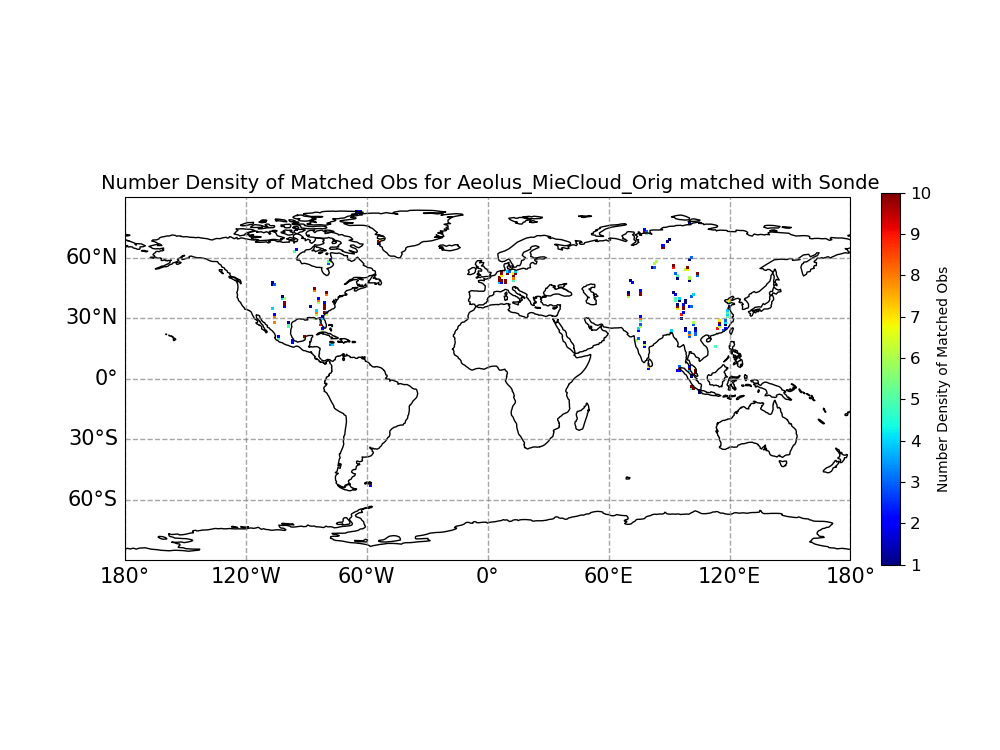 Number Density of Matched Obs for Aeolus_MieCloud_Orig matched with Sonde
60°N
30°N
0°
30°S
60°S
180°
120°W
60°W
0°
60°E
120°E
180°
10
9
8
7
6
5
4
3
2
1
Number Density of Matched Obs